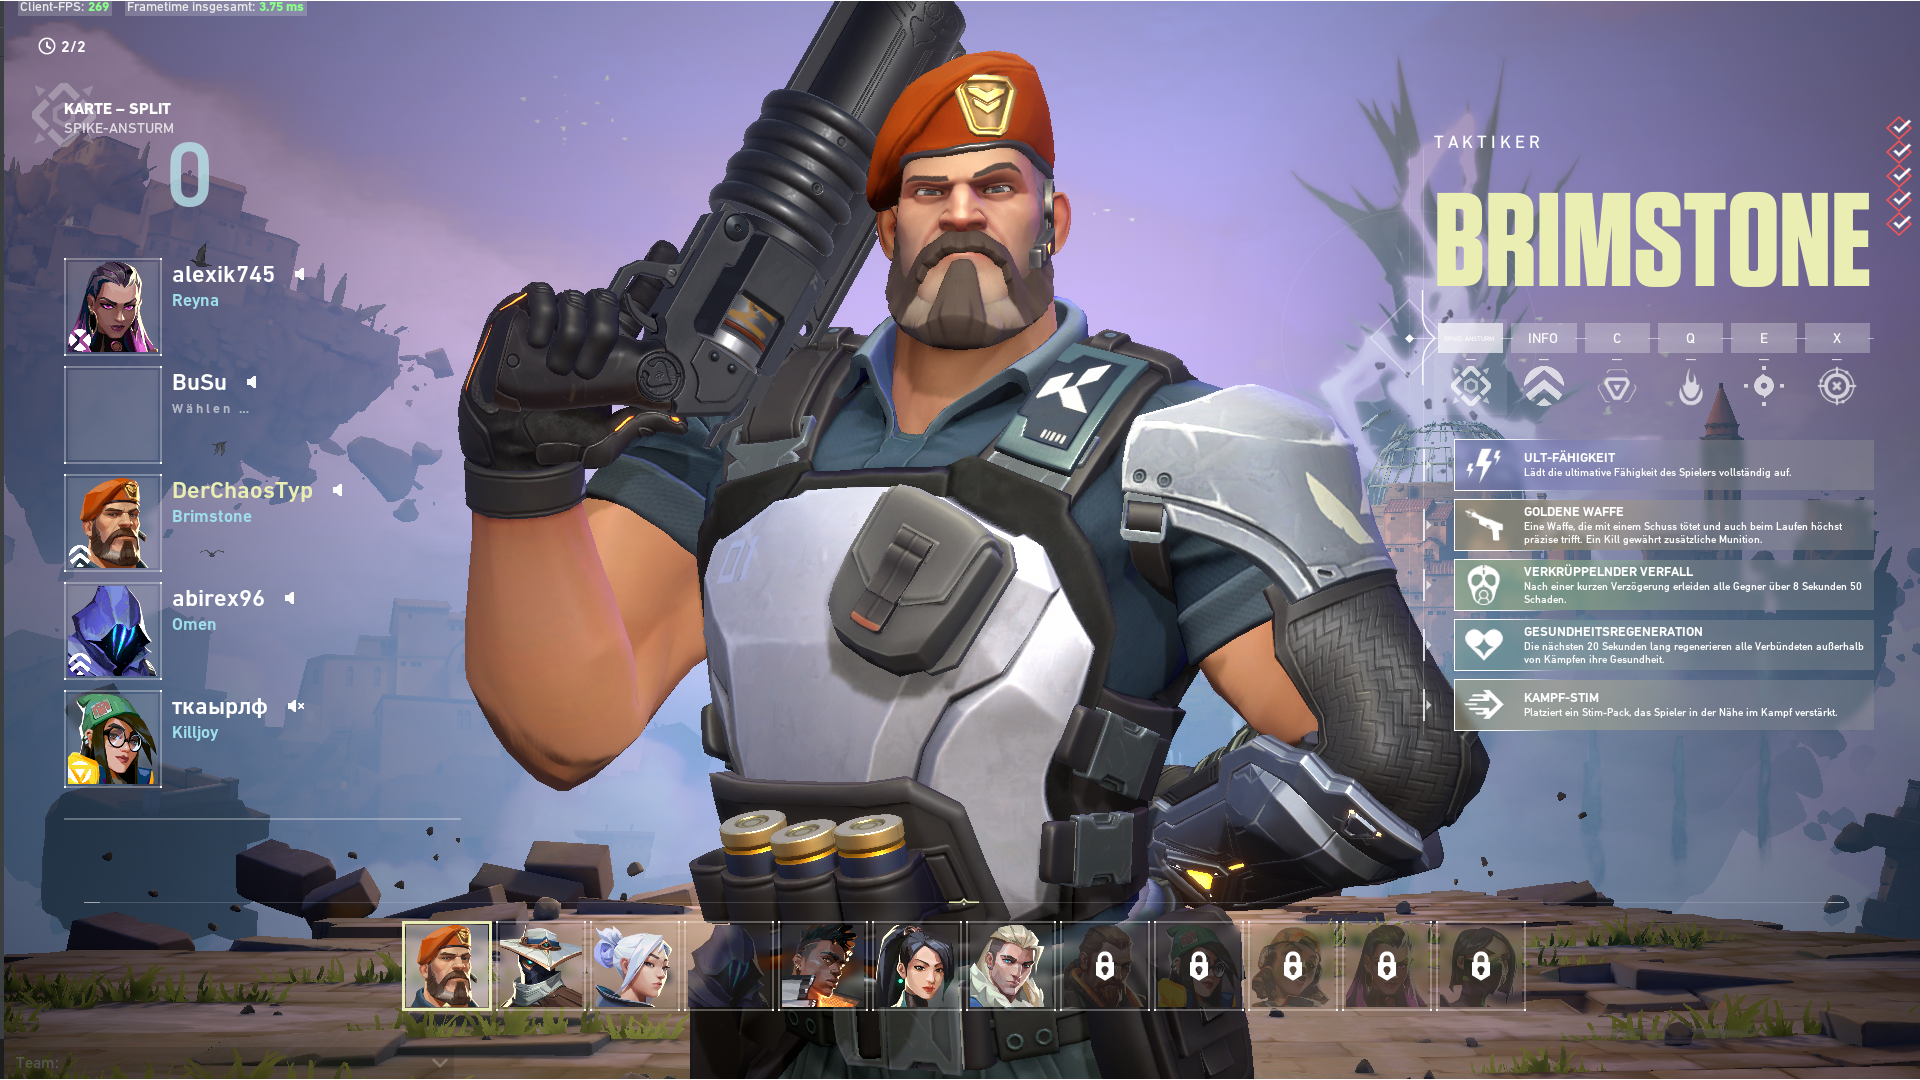 Client-FPS: 269 Frametime insgesamt: 3.75 ms
2/2
KARTE – SPLIT
SPIKE-ANSTURM
0
alexik745
Reyna
BuSu
Wählen ...
DerChaosTyp
Brimstone
abirex96
Omen
ткаырлф
Killjoy
TAKTIKER
BRIMSTONE
SPIKE-ANSTURM INFO C Q E X
ULT-FÄHIGKEIT
Lädt die ultimative Fähigkeit des Spielers vollständig auf.
GOLDENE WAFFE
Eine Waffe, die mit einem Schuss tötet und auch beim Laufen höchst
präzise trifft. Ein Kill gewährt zusätzliche Munition.
VERKRÜPPELNDER VERFALL
Nach einer kurzen Verzögerung erleiden alle Gegner über 8 Sekunden 50
Schaden.
GESUNDHEITSREGENERATION
Die nächsten 20 Sekunden lang regenerieren alle Verbündeten außerhalb
von Kämpfen ihre Gesundheit.
KAMPF-STIM
Platziert ein Stim-Pack, das Spieler in der Nähe im Kampf verstärkt.
01
Team: